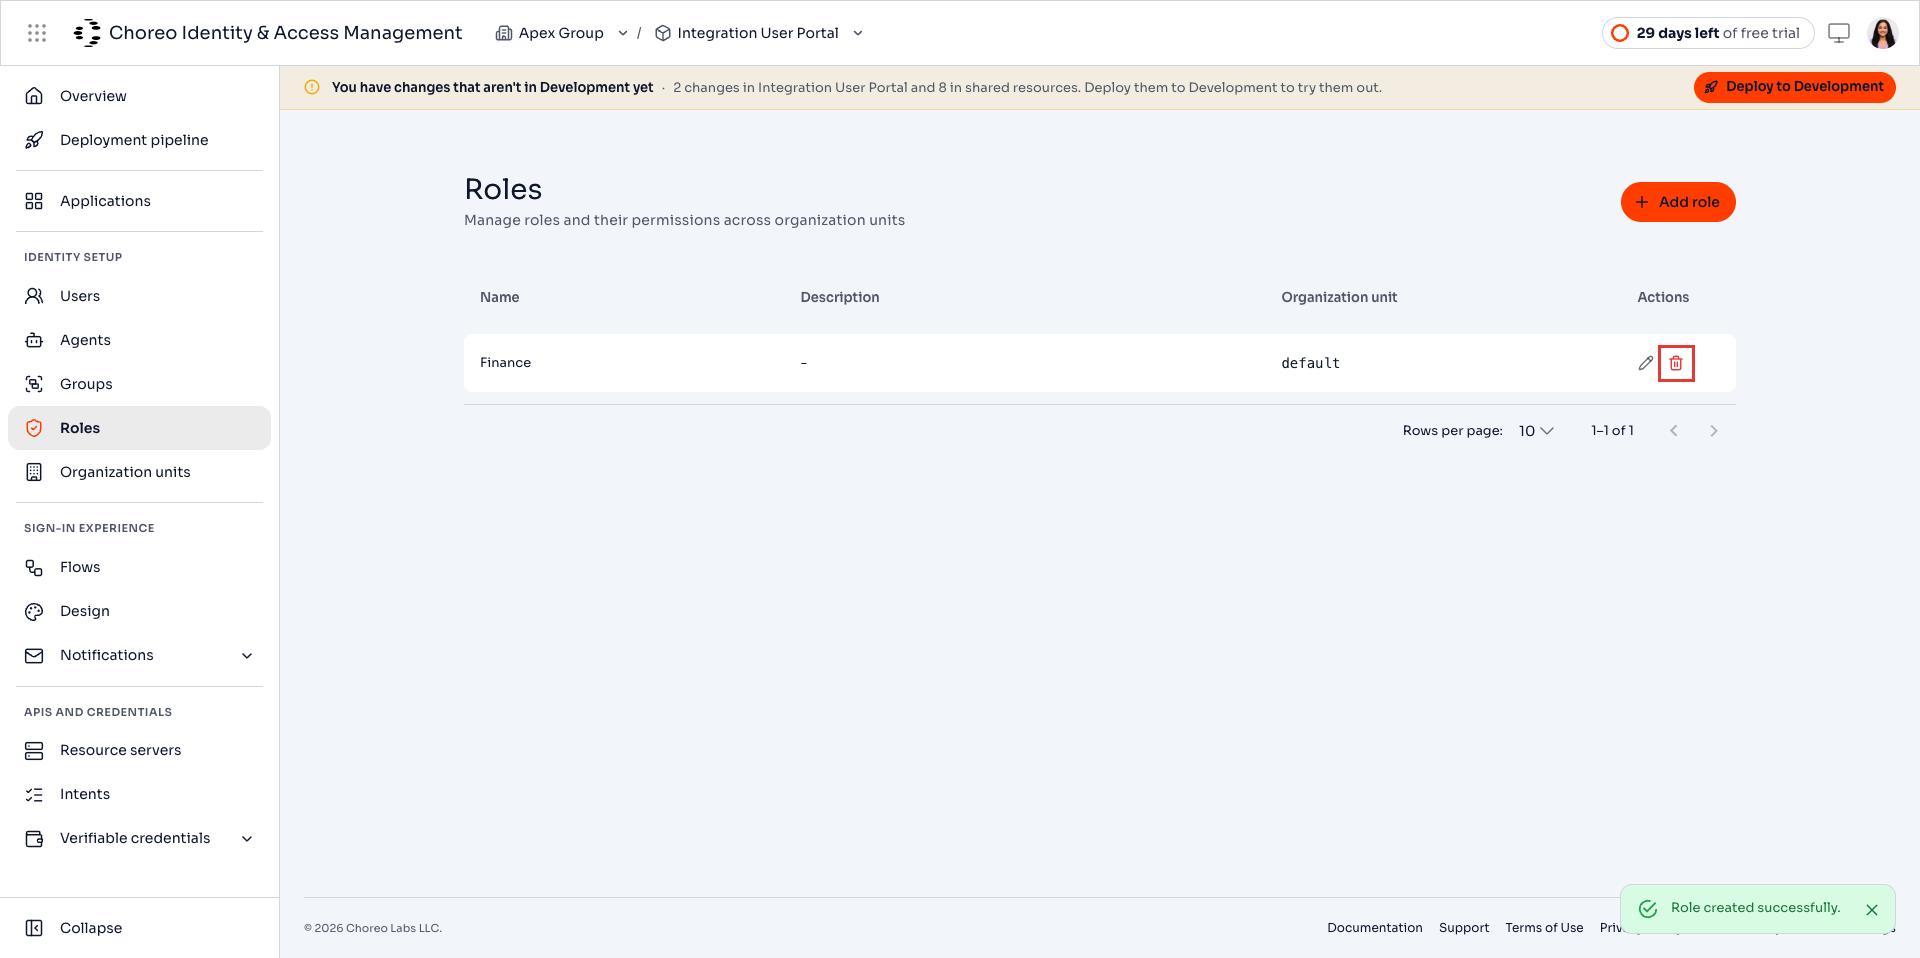 Choreo Identity & Access Management
Apex Group / Integration User Portal
29 days left of free trial
You have changes that aren't in Development yet · 2 changes in Integration User Portal and 8 in shared resources. Deploy them to Development to try them out.
Deploy to Development
Overview
Deployment pipeline
Applications
IDENTITY SETUP
Users
Agents
Groups
Roles
Organization units
SIGN-IN EXPERIENCE
Flows
Design
Notifications
APIS AND CREDENTIALS
Resource servers
Intents
Verifiable credentials
Collapse
Roles
Manage roles and their permissions across organization units
+ Add role
Name Description Organization unit Actions
Finance – default
Rows per page: 10 1–1 of 1
© 2026 Choreo Labs LLC.
Documentation Support Terms of Use
Role created successfully.